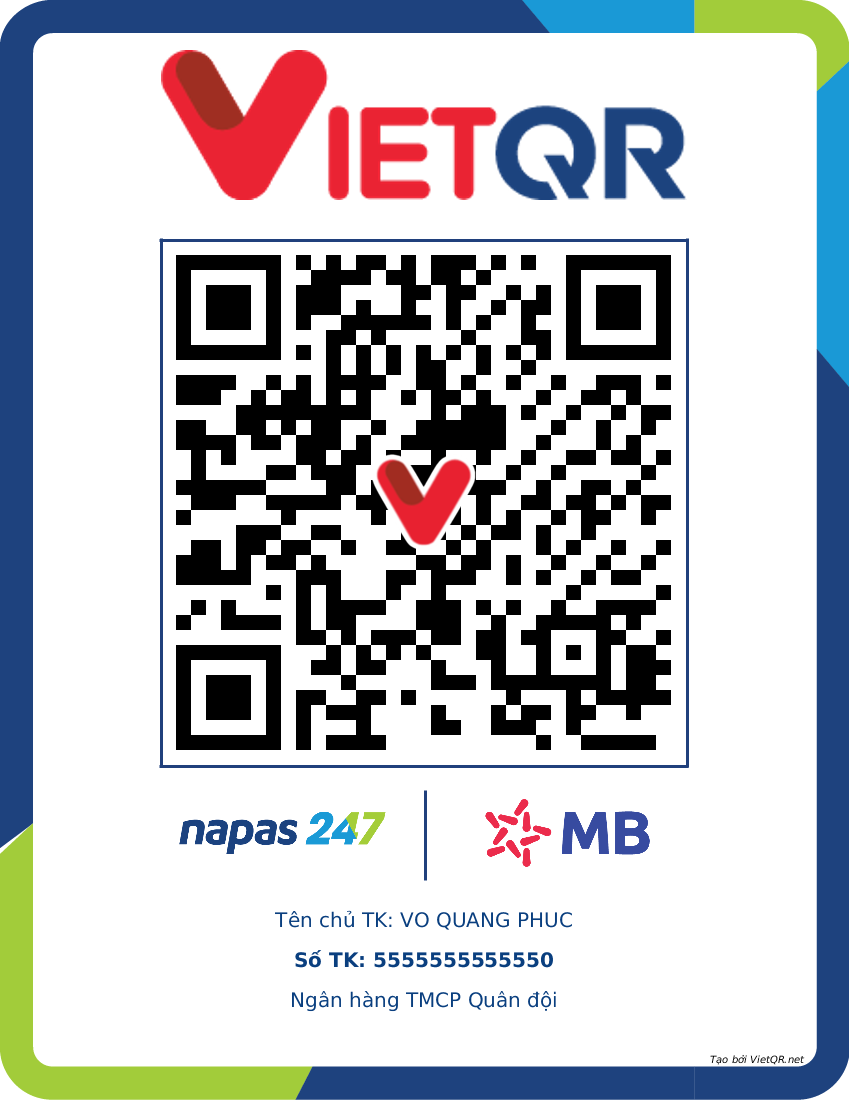 VIETQR
napas 247
MB
Tên chủ TK: VO QUANG PHUC
Số TK: 5555555555550
Ngân hàng TMCP Quân đội
Tạo bởi VietQR.net